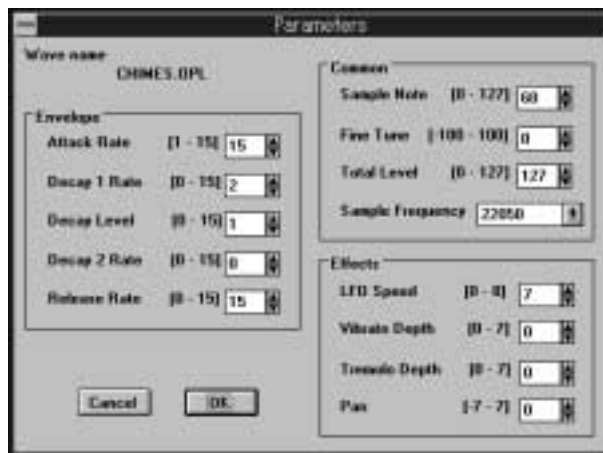 Parameters
Wave name
CHIMES.OPL
Envelope
Attack Rate [1 - 15] 15
Decay 1 Rate [0 - 15] 2
Decay Level [0 - 15] 1
Decay 2 Rate [0 - 15] 0
Release Rate [0 - 15] 15
Cancel
OK
Common
Sample Note [0 - 127] 60
Fine Tune [-100 - 100] 0
Total Level [0 - 127] 127
Sample Frequency 22050
Effects
LFO Speed [0 - 8] 7
Vibrato Depth [0 - 7] 0
Tremolo Depth [0 - 7] 0
Pan [-7 - 7] 0